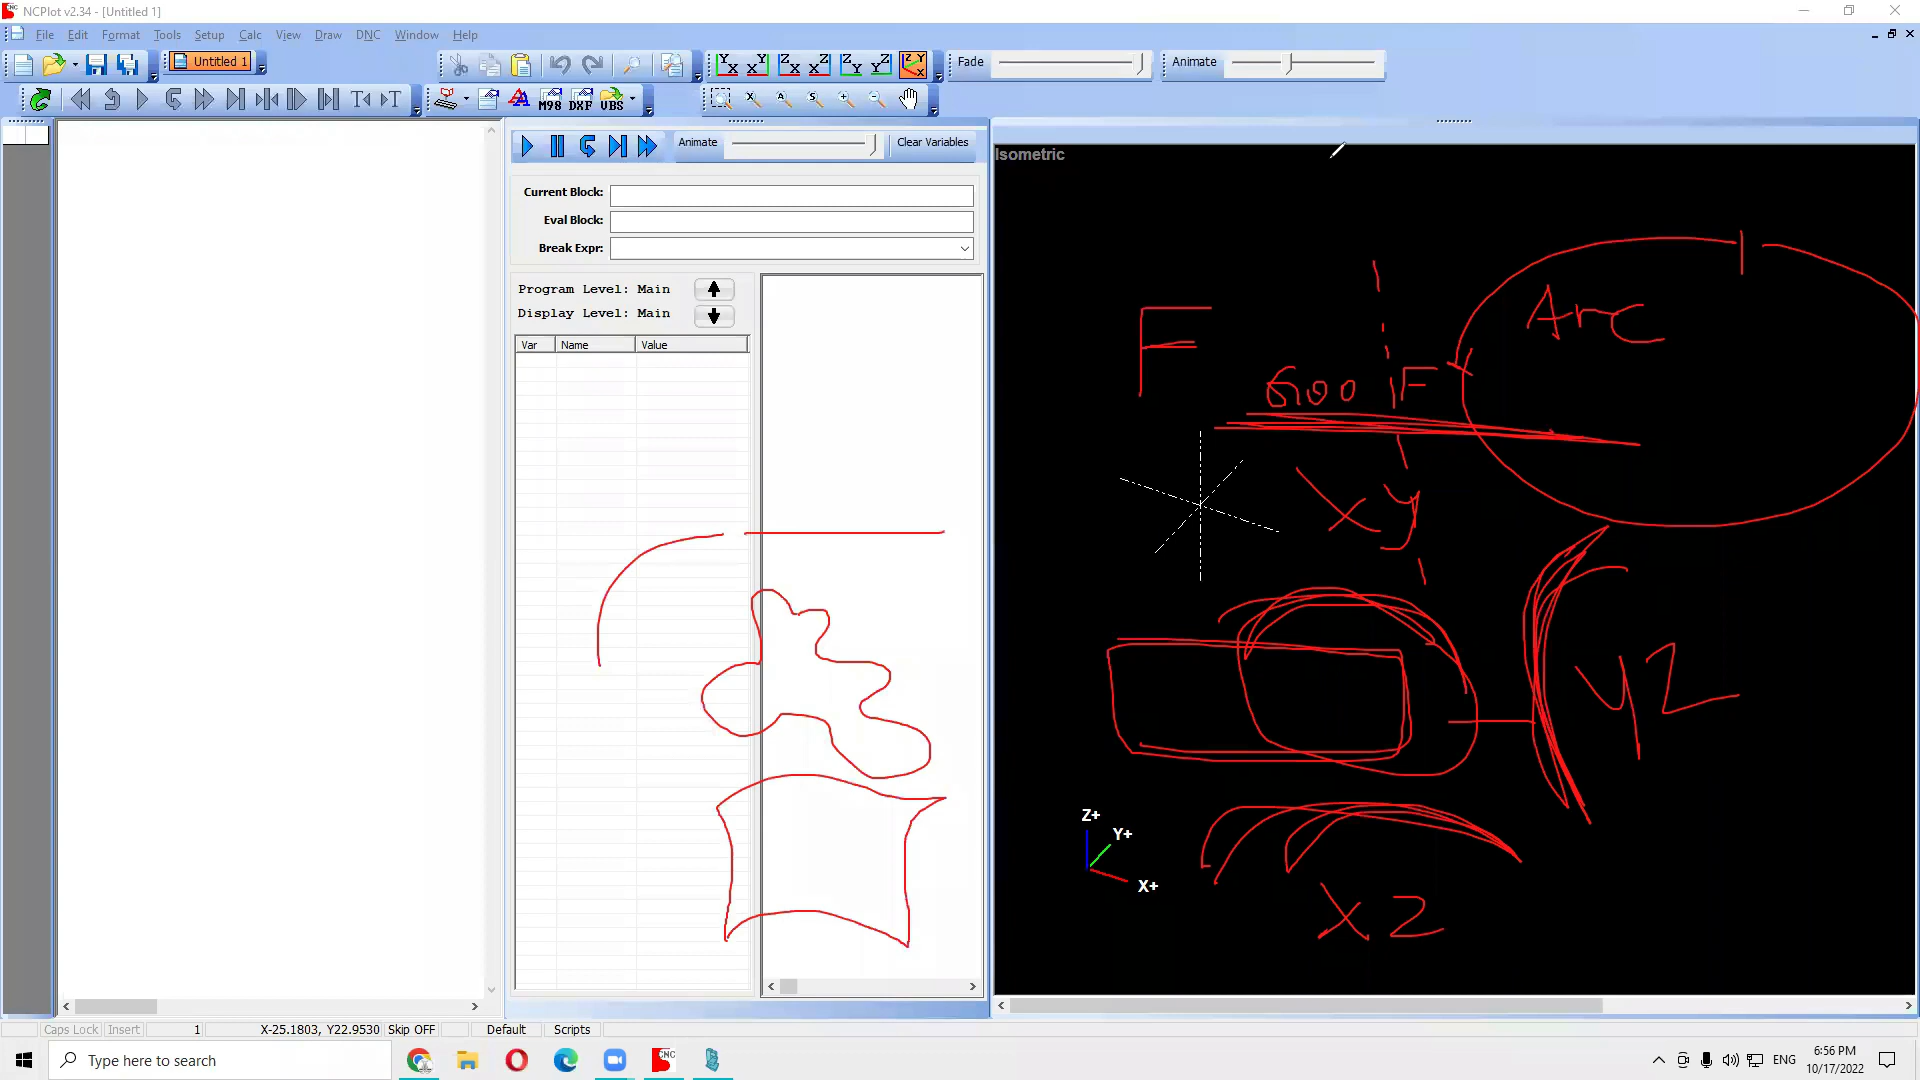 NCPlot v2.34 - [Untitled 1]
File Edit Format Tools Setup Calc View Draw DNC Window Help
Untitled 1
Fade
Animate
M98 DXF VBS
Isometric
Animate
Clear Variables
Current Block:
Eval Block:
Break Expr:
Program Level: Main
Display Level: Main
Var Name Value
Arc
F
600 F
XY
YZ
XZ
Z+
Y+
X+
Caps Lock Insert 1 X-25.1803, Y22.9530 Skip OFF Default Scripts
Type here to search
CNC
ENG
6:56 PM
10/17/2022